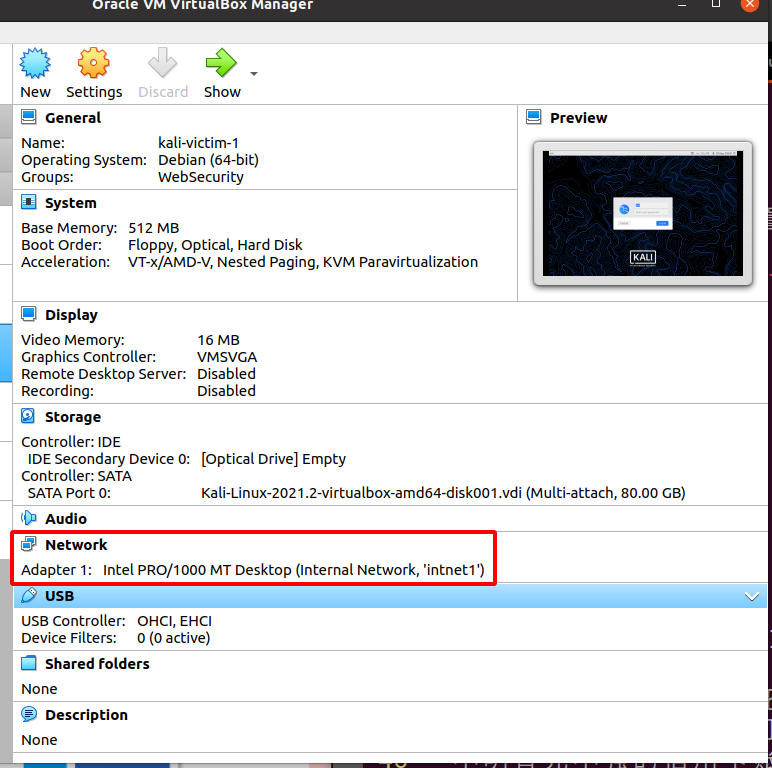 Oracle VM VirtualBox Manager
New Settings Discard Show
General
Name: kali-victim-1
Operating System: Debian (64-bit)
Groups: WebSecurity
Preview
KALI
System
Base Memory: 512 MB
Boot Order: Floppy, Optical, Hard Disk
Acceleration: VT-x/AMD-V, Nested Paging, KVM Paravirtualization
Display
Video Memory: 16 MB
Graphics Controller: VMSVGA
Remote Desktop Server: Disabled
Recording: Disabled
Storage
Controller: IDE
IDE Secondary Device 0: [Optical Drive] Empty
Controller: SATA
SATA Port 0: Kali-Linux-2021.2-virtualbox-amd64-disk001.vdi (Multi-attach, 80.00 GB)
Audio
Network
Adapter 1: Intel PRO/1000 MT Desktop (Internal Network, 'intnet1')
USB
USB Controller: OHCI, EHCI
Device Filters: 0 (0 active)
Shared folders
None
Description
None